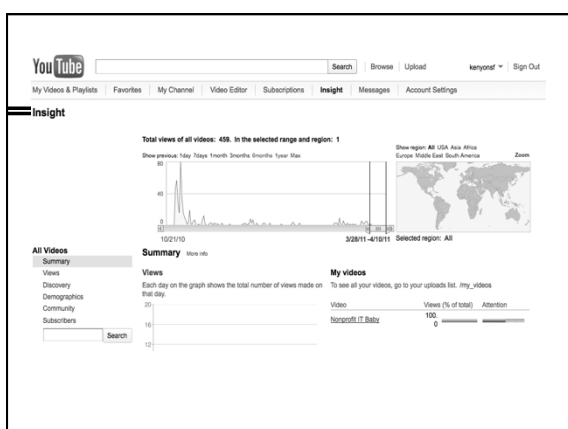 YouTube Search Browse Upload kenyonsf Sign Out
My Videos & Playlists Favorites My Channel Video Editor Subscriptions Insight Messages Account Settings
Insight
Total views of all videos: 459. In the selected range and region: 1
Show previous: 1day 7days 1month 3months 6months 1year Max
80
40
0
10/21/10 3/28/11 -4/10/11
Show region: All USA Asia Africa
Europe Middle East South America Zoom
Selected region: All
All Videos
Summary
Views
Discovery
Demographics
Community
Subscribers
Search
Summary More info
Views
Each day on the graph shows the total number of views made on
that day.
20
16
12
My videos
To see all your videos, go to your uploads list. /my_videos
Video Views (% of total) Attention
Nonprofit IT Baby 100.
0